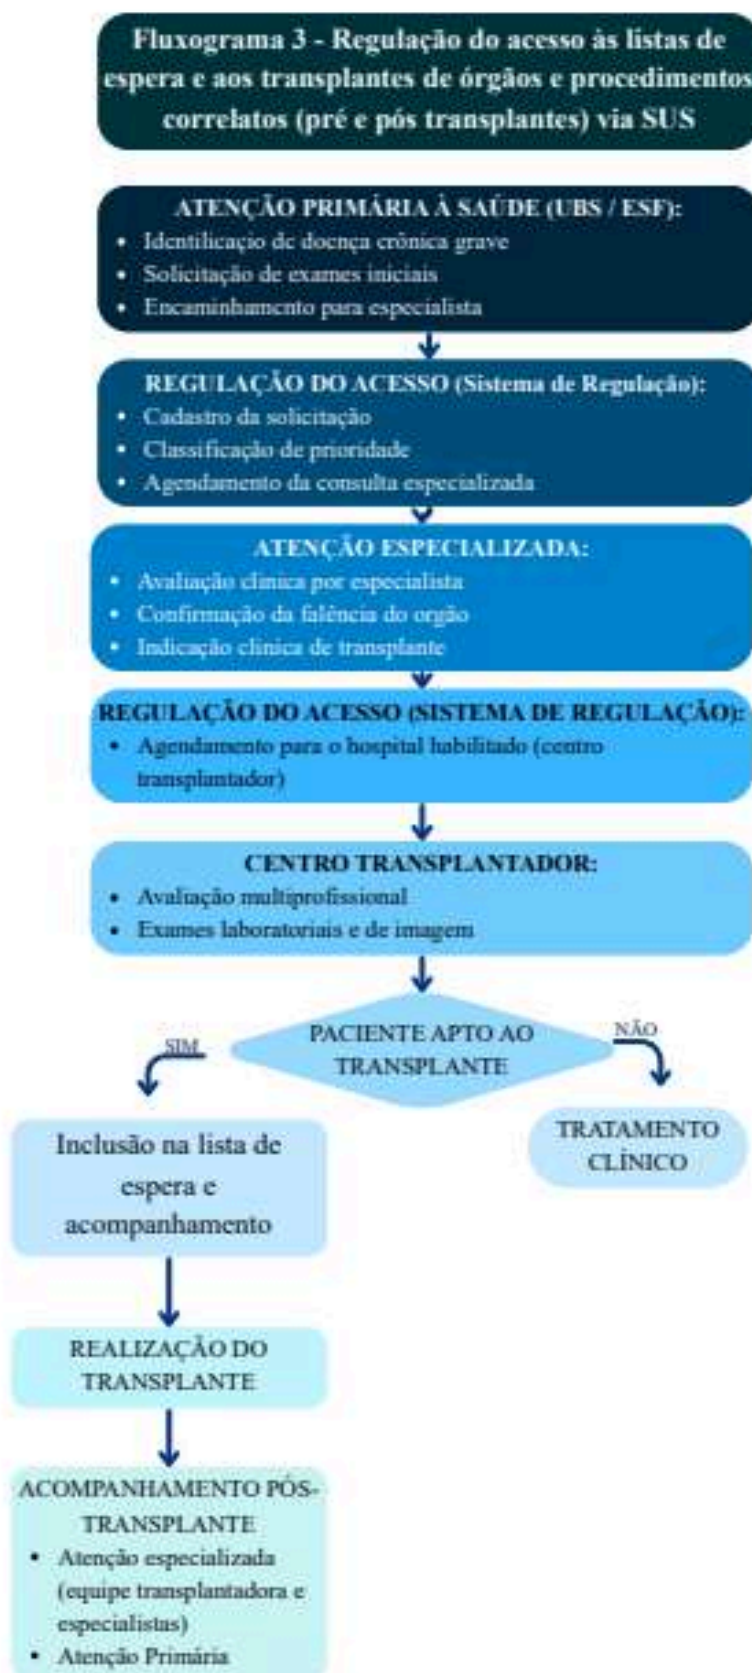 Fluxograma 3 - Regulação do acesso às listas de
espera e aos transplantes de órgãos e procedimentos
correlatos (pré e pós transplantes) via SUS
ATENÇÃO PRIMÁRIA À SAÚDE (UBS / ESF):
• Identificação de doença crônica grave
• Solicitação de exames iniciais
• Encaminhamento para especialista
REGULAÇÃO DO ACESSO (Sistema de Regulação):
• Cadastro da solicitação
• Classificação de prioridade
• Agendamento da consulta especializada
ATENÇÃO ESPECIALIZADA:
• Avaliação clinica por especialista
• Confirmação da falência do orgão
• Indicação clinica de transplante
REGULAÇÃO DO ACESSO (SISTEMA DE REGULAÇÃO):
• Agendamento para o hospital habilitado (centro
transplantador)
CENTRO TRANSPLANTADOR:
• Avaliação multiprofissional
• Exames laboratoriais e de imagem
PACIENTE APTO AO
TRANSPLANTE
SIM
NÃO
TRATAMENTO
CLÍNICO
Inclusão na lista de
espera e
acompanhamento
REALIZAÇÃO DO
TRANSPLANTE
ACOMPANHAMENTO PÓS-
TRANSPLANTE
• Atenção especializada
(equipe transplantadora e
especialistas)
• Atenção Primária